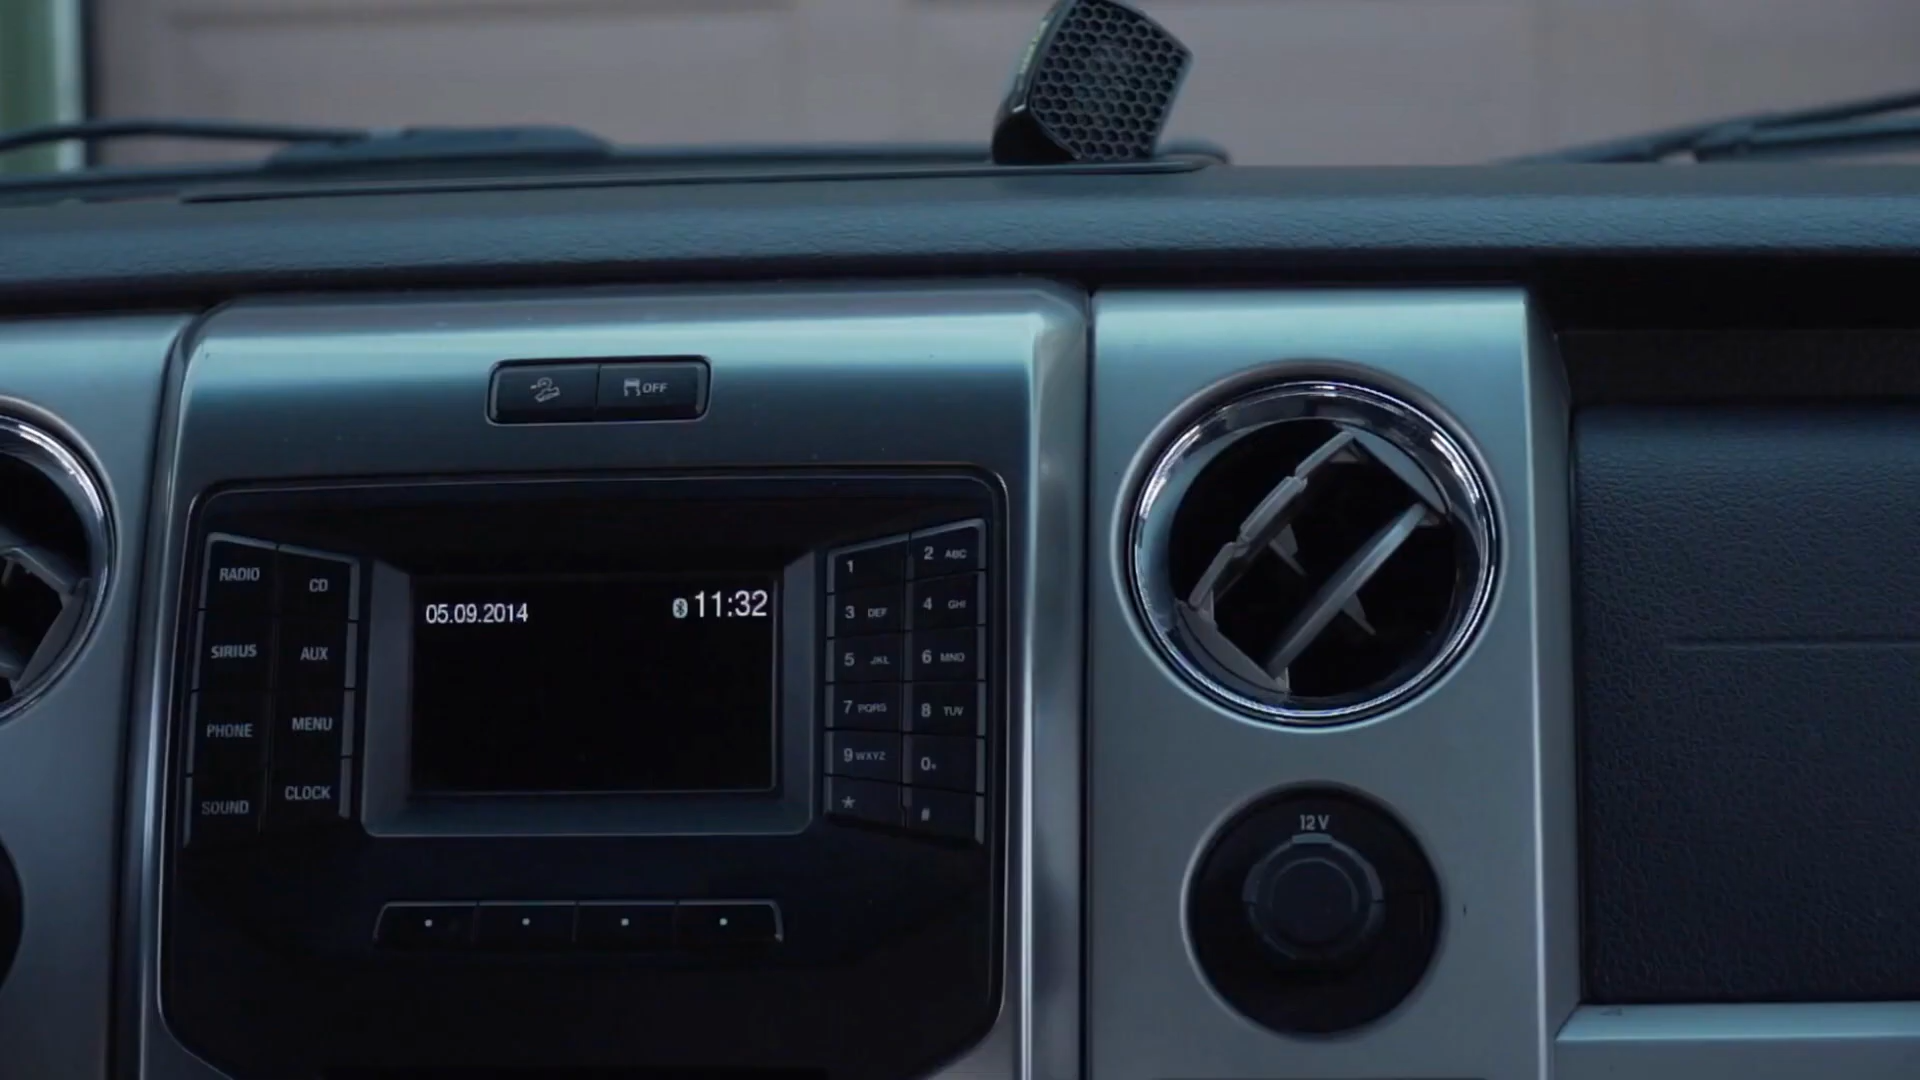 OFF
RADIO
CD
SIRIUS
AUX
PHONE
MENU
SOUND
CLOCK
05.09.2014
11:32
1
2 ABC
3 DEF
4 GHI
5 JKL
6 MNO
7 PQRS
8 TUV
9 WXYZ
0+
*
#
12V